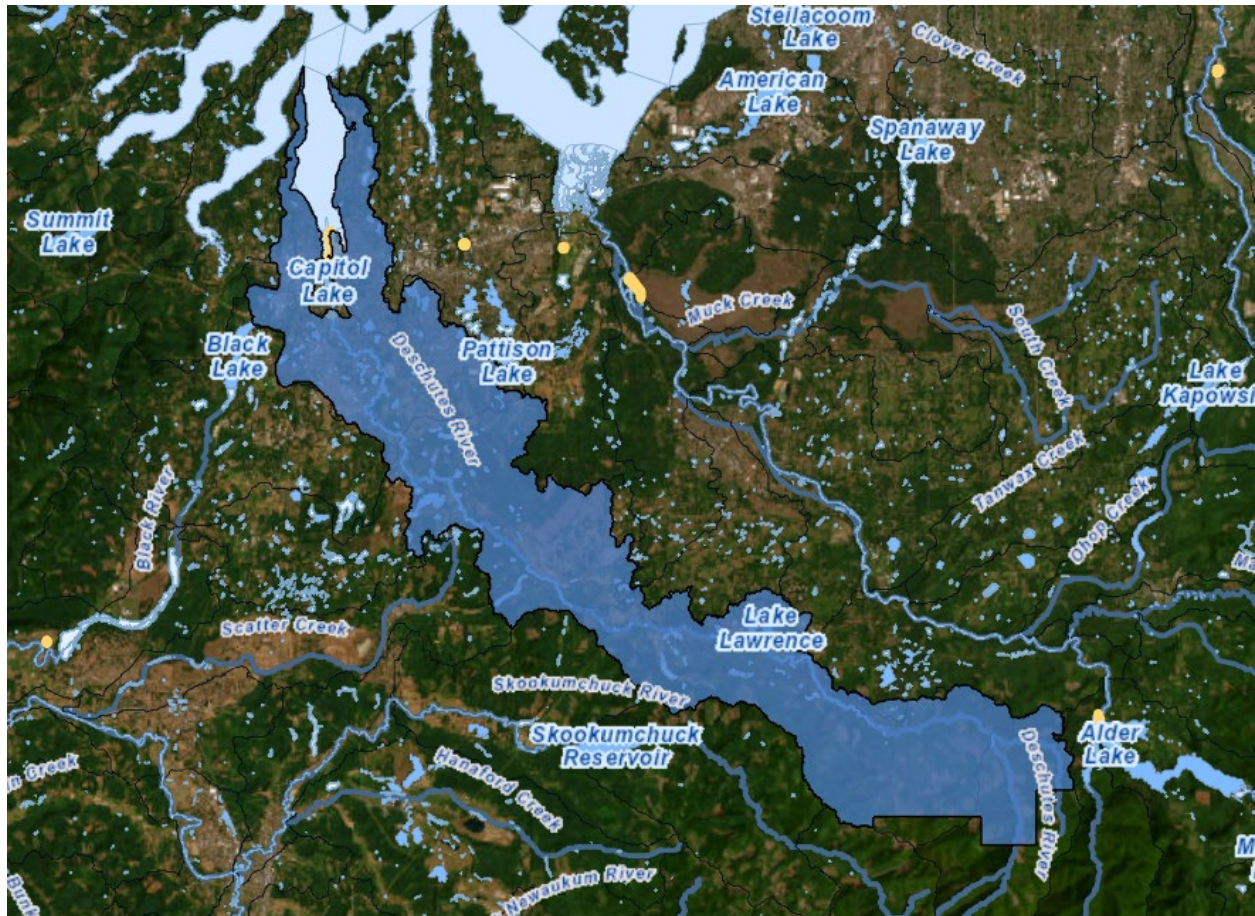 Steilacoom
Lake
Clover Creek
American
Lake
Spanaway
Lake
Summit
Lake
Capitol
Lake
Muck Creek
Black
Lake
Deschutes River
Pattison
Lake
South Creek
Lake
Kapowsi
Black River
Tanwax Creek
Ohop Creek
Ma
Scatter Creek
Lake
Lawrence
Skookumchuck River
Skookumchuck
Reservoir
Alder
Lake
Deschutes River
in Creek
Hanaford Creek
Newaukum River
M